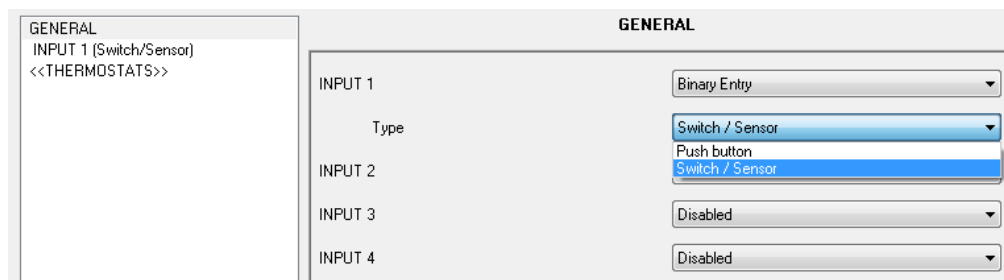 GENERAL
INPUT 1 (Switch/Sensor)
<<THERMOSTATS>>
GENERAL
INPUT 1
Binary Entry
Type
Switch / Sensor
Push button
Switch / Sensor
INPUT 2
INPUT 3
Disabled
INPUT 4
Disabled